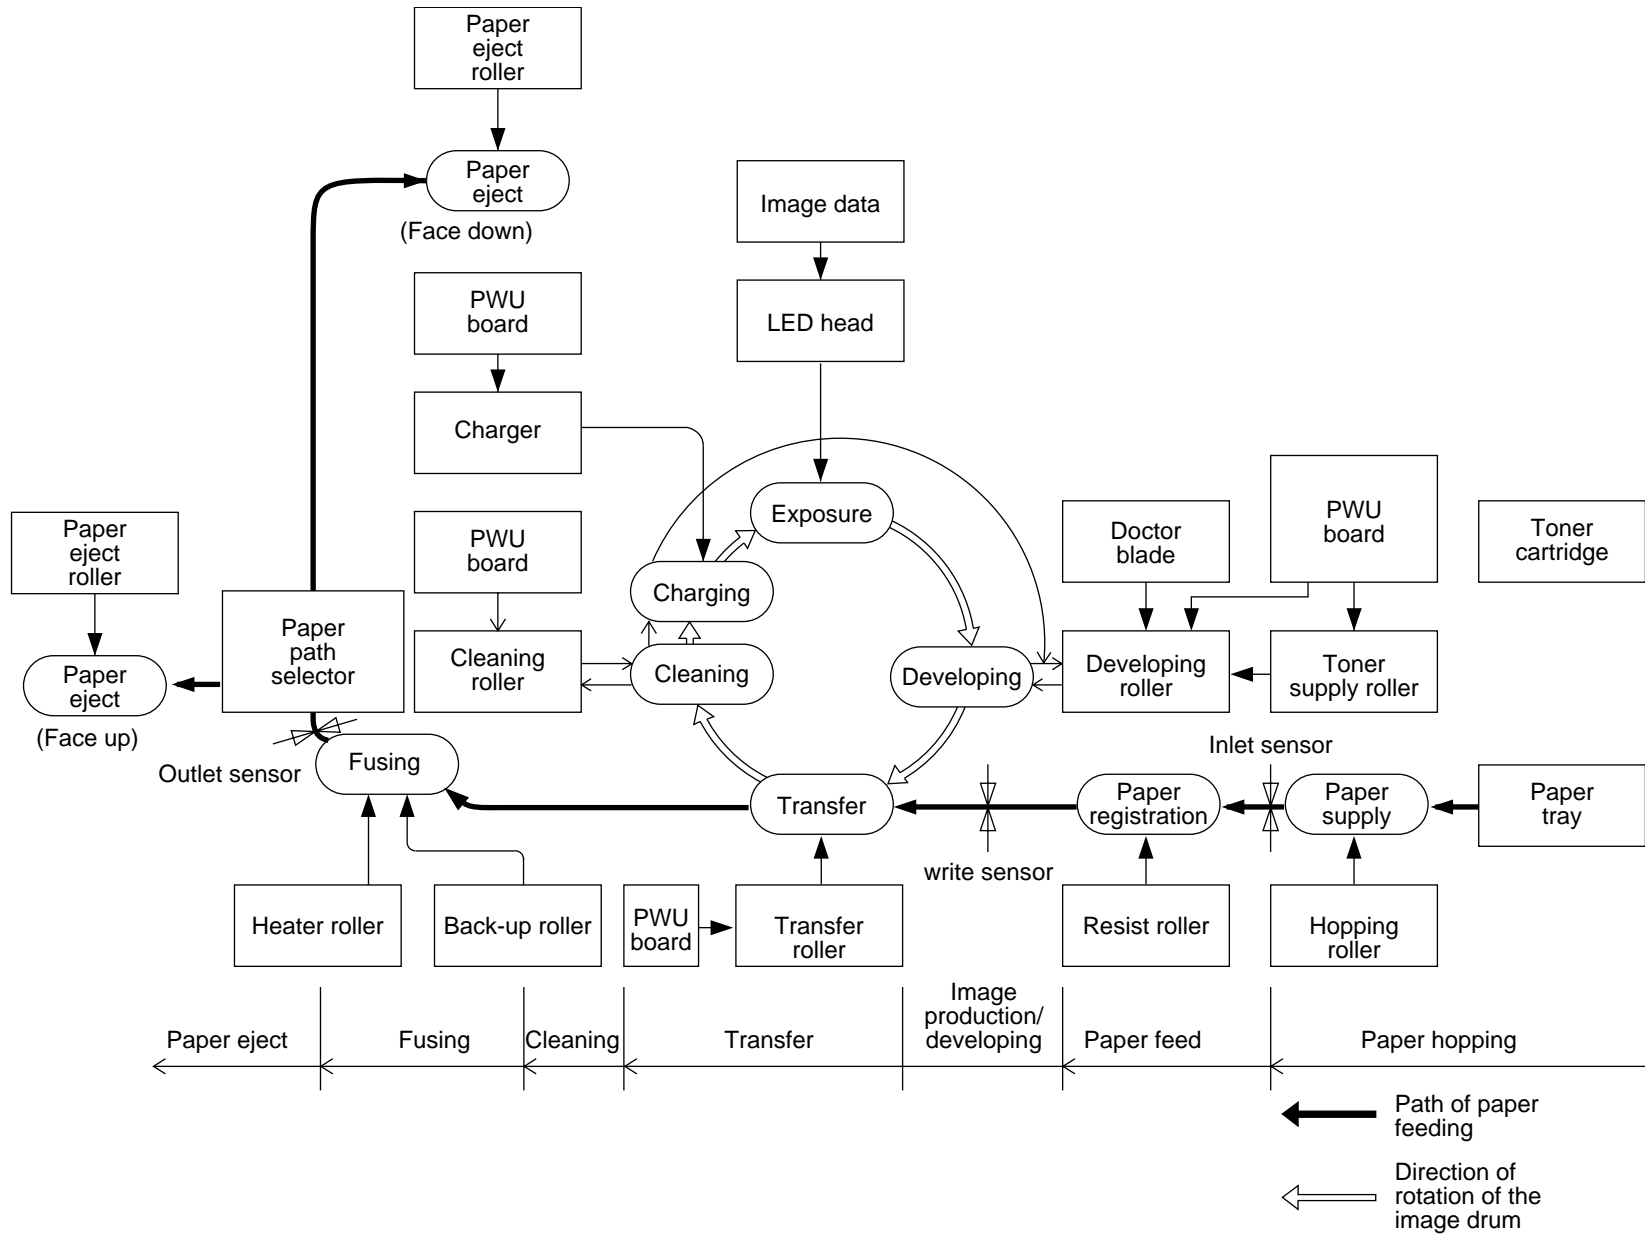 Paper
eject
roller
Paper
eject
(Face down)
Image data
PWU
board
LED head
Charger
Exposure
Paper
eject
roller
PWU
board
Doctor
blade
PWU
board
Toner
cartridge
Charging
Paper
path
selector
Cleaning
roller
Cleaning
Developing
Developing
roller
Toner
supply roller
Paper
eject
(Face up)
Outlet sensor
Fusing
Inlet sensor
Transfer
Paper
registration
Paper
supply
Paper
tray
write sensor
Heater roller
Back-up roller
PWU
board
Transfer
roller
Resist roller
Hopping
roller
Paper eject
Fusing
Cleaning
Transfer
Image
production/
developing
Paper feed
Paper hopping
Path of paper
feeding
Direction of
rotation of the
image drum